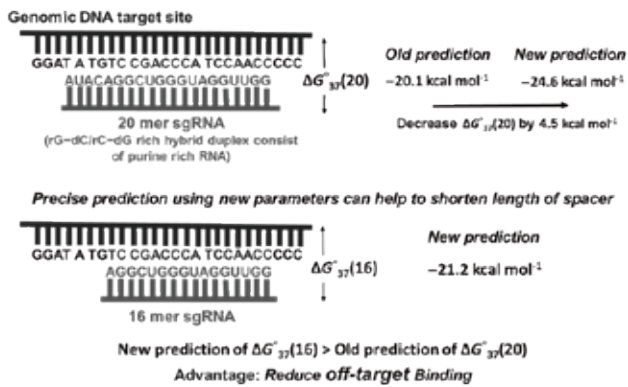 Genomic DNA target site
GGAT A TGTC CGACCCA TCCAACCCCC
AUACAGGCUGGGUAGGUUGG
20 mer sgRNA
(rG-dC/rC-dG rich hybrid duplex consist
of purine rich RNA)
ΔG°37(20)
Old prediction New prediction
-20.1 kcal mol-1 -24.6 kcal mol-1
Decrease ΔG°37(20) by 4.5 kcal mol-1
Precise prediction using new parameters can help to shorten length of spacer
GGAT A TGTC CGACCCA TCCAACCCCC
AGGCUGGGUAGGUUGG
16 mer sgRNA
ΔG°37(16)
New prediction
-21.2 kcal mol-1
New prediction of ΔG°37(16) > Old prediction of ΔG°37(20)
Advantage: Reduce off-target Binding